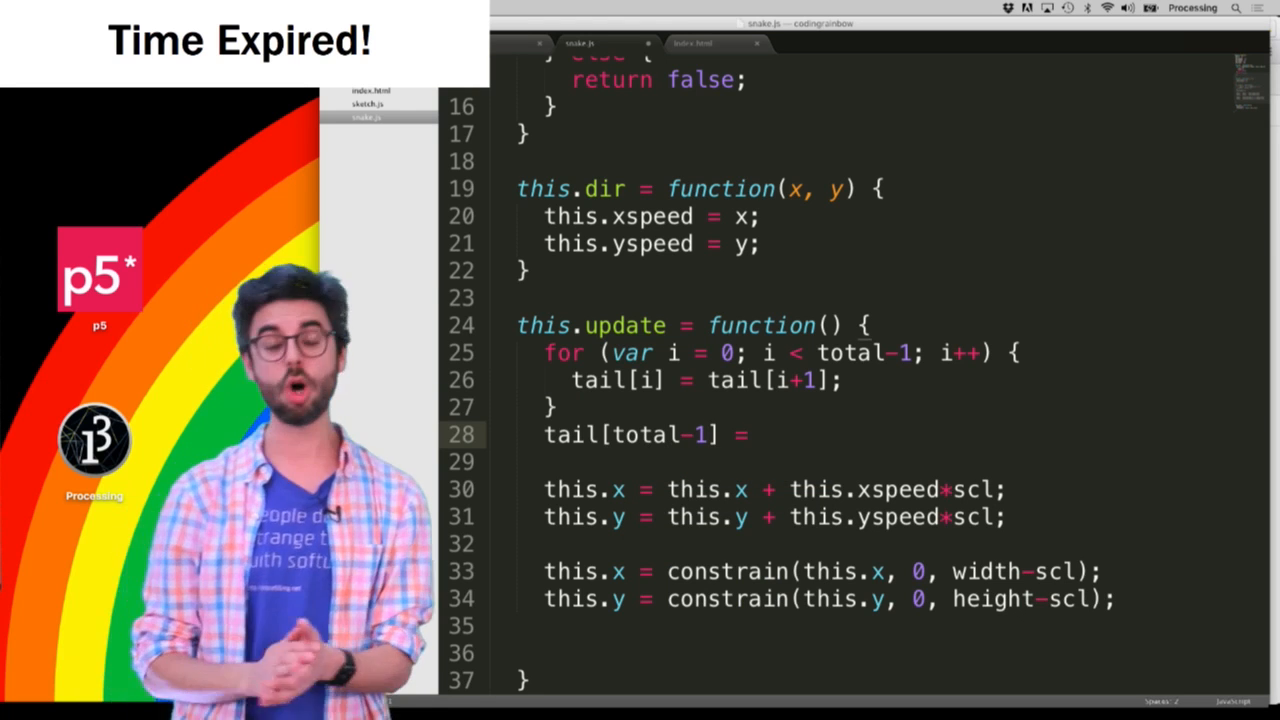 Time Expired!
Processing
snake.js — codingrainbow
snake.js
index.html
index.html
sketch.js
snake.js
} else {
return false;
16 }
17 }
18
19 this.dir = function(x, y) {
20 this.xspeed = x;
21 this.yspeed = y;
22 }
23
24 this.update = function() {
25 for (var i = 0; i < total-1; i++) {
26 tail[i] = tail[i+1];
27 }
28 tail[total-1] =
29
30 this.x = this.x + this.xspeed*scl;
31 this.y = this.y + this.yspeed*scl;
32
33 this.x = constrain(this.x, 0, width-scl);
34 this.y = constrain(this.y, 0, height-scl);
35
36
37 }
p5*
p5
Processing
with
Spaces: 2
JavaScript